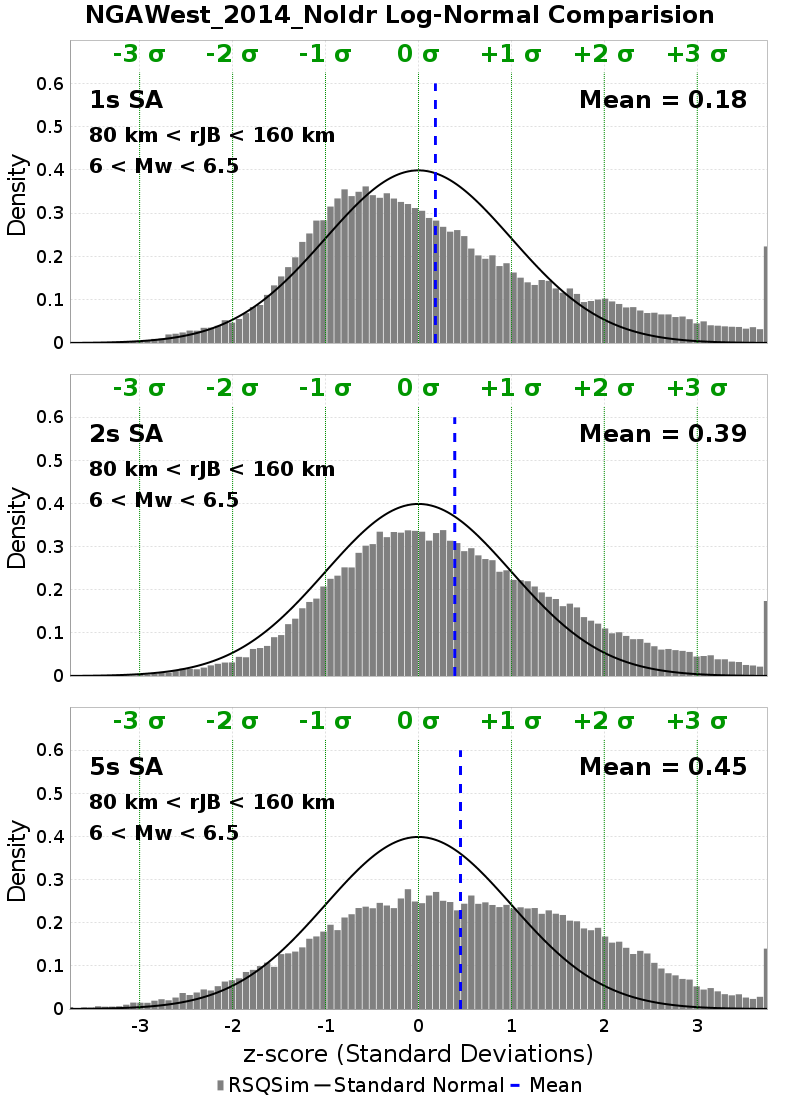 NGAWest_2014_NoIdr Log-Normal Comparision
-3 σ -2 σ -1 σ 0 σ +1 σ +2 σ +3 σ
1s SA Mean = 0.18
80 km < rJB < 160 km
6 < Mw < 6.5
Density
0.6
0.5
0.4
0.3
0.2
0.1
0
-3 σ -2 σ -1 σ 0 σ +1 σ +2 σ +3 σ
2s SA Mean = 0.39
80 km < rJB < 160 km
6 < Mw < 6.5
Density
0.6
0.5
0.4
0.3
0.2
0.1
0
-3 σ -2 σ -1 σ 0 σ +1 σ +2 σ +3 σ
5s SA Mean = 0.45
80 km < rJB < 160 km
6 < Mw < 6.5
Density
0.6
0.5
0.4
0.3
0.2
0.1
0
-3 -2 -1 0 1 2 3
z-score (Standard Deviations)
RSQSim Standard Normal Mean